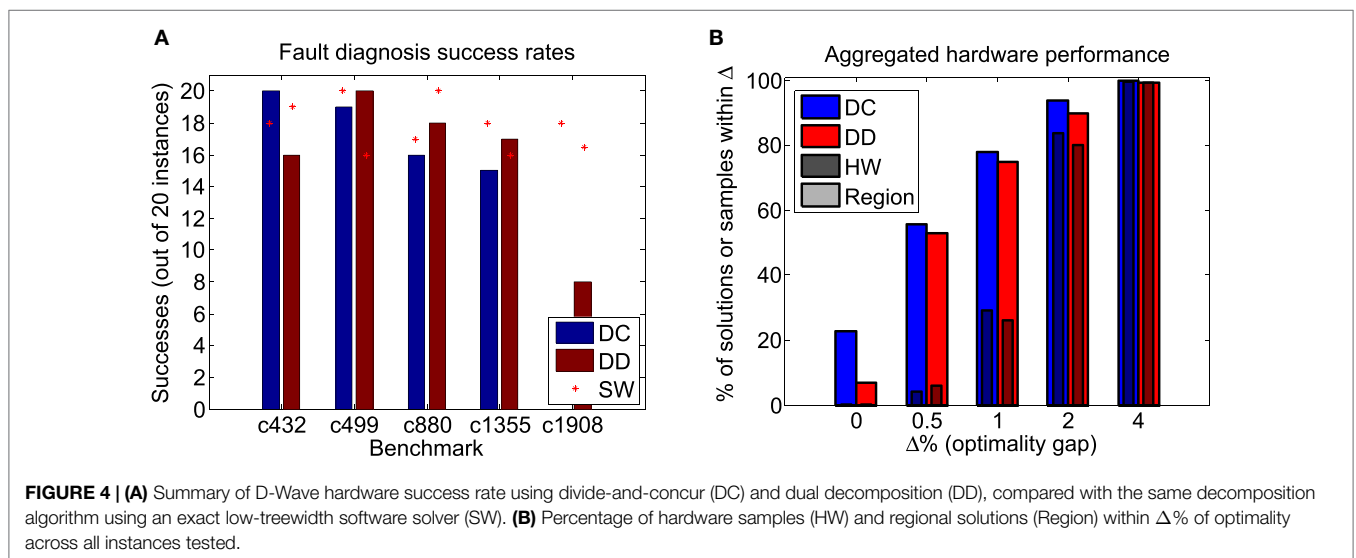 A
Fault diagnosis success rates
Successes (out of 20 instances)
20
18
16
14
12
10
8
6
4
2
0
c432 c499 c880 c1355 c1908
Benchmark
DC
DD
SW
B
Aggregated hardware performance
% of solutions or samples within Δ
100
80
60
40
20
0
0 0.5 1 2 4
Δ% (optimality gap)
DC
DD
HW
Region
FIGURE 4 | (A) Summary of D-Wave hardware success rate using divide-and-concur (DC) and dual decomposition (DD), compared with the same decomposition
algorithm using an exact low-treewidth software solver (SW). (B) Percentage of hardware samples (HW) and regional solutions (Region) within Δ% of optimality
across all instances tested.